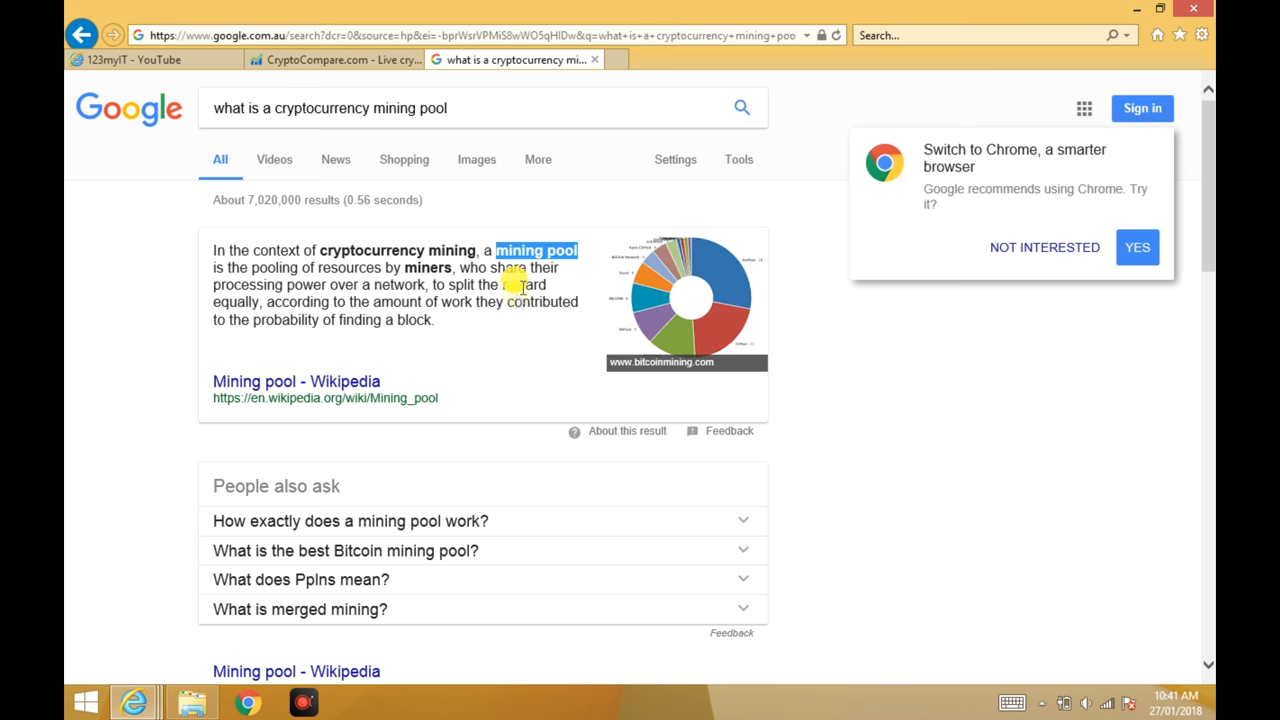 https://www.google.com.au/search?dcr=0&source=hp&ei=-bprWsrVPMiS8wWO5qHIDw&q=what+is+a+cryptocurrency+mining+poo
Search...
123myIT - YouTube
CryptoCompare.com - Live cry...
what is a cryptocurrency mi...
Google
what is a cryptocurrency mining pool
Sign in
Switch to Chrome, a smarter
browser
Google recommends using Chrome. Try
it?
NOT INTERESTED
YES
All
Videos
News
Shopping
Images
More
Settings
Tools
About 7,020,000 results (0.56 seconds)
In the context of cryptocurrency mining, a mining pool
is the pooling of resources by miners, who share their
processing power over a network, to split the reward
equally, according to the amount of work they contributed
to the probability of finding a block.
www.bitcoinmining.com
Mining pool - Wikipedia
https://en.wikipedia.org/wiki/Mining_pool
About this result
Feedback
People also ask
How exactly does a mining pool work?
What is the best Bitcoin mining pool?
What does Pplns mean?
What is merged mining?
Feedback
Mining pool - Wikipedia
10:41 AM
27/01/2018